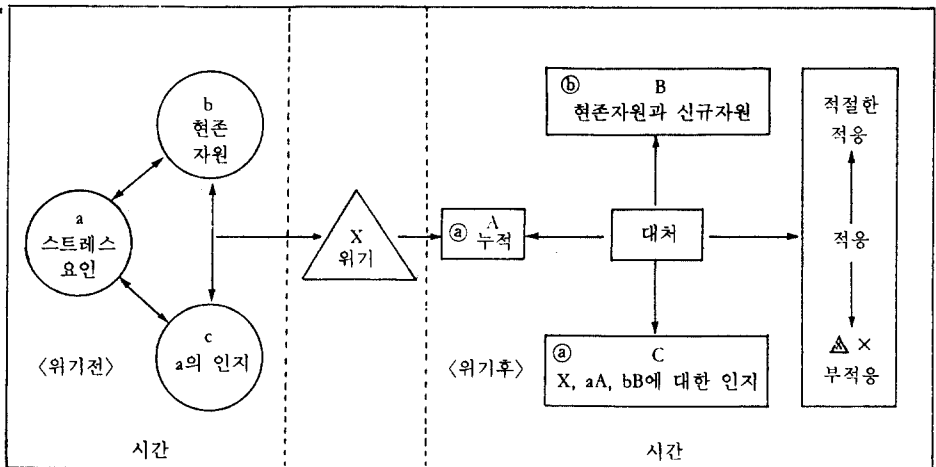 b
현존
자원
a
스트레스
요인
c
a의 인지
〈위기전〉
시간
X
위기
ⓐ A
누적
ⓑ B
현존자원과 신규자원
대처
ⓐ C
X, aA, bB에 대한 인지
〈위기후〉
시간
적절한
적응
적응
×
부적응